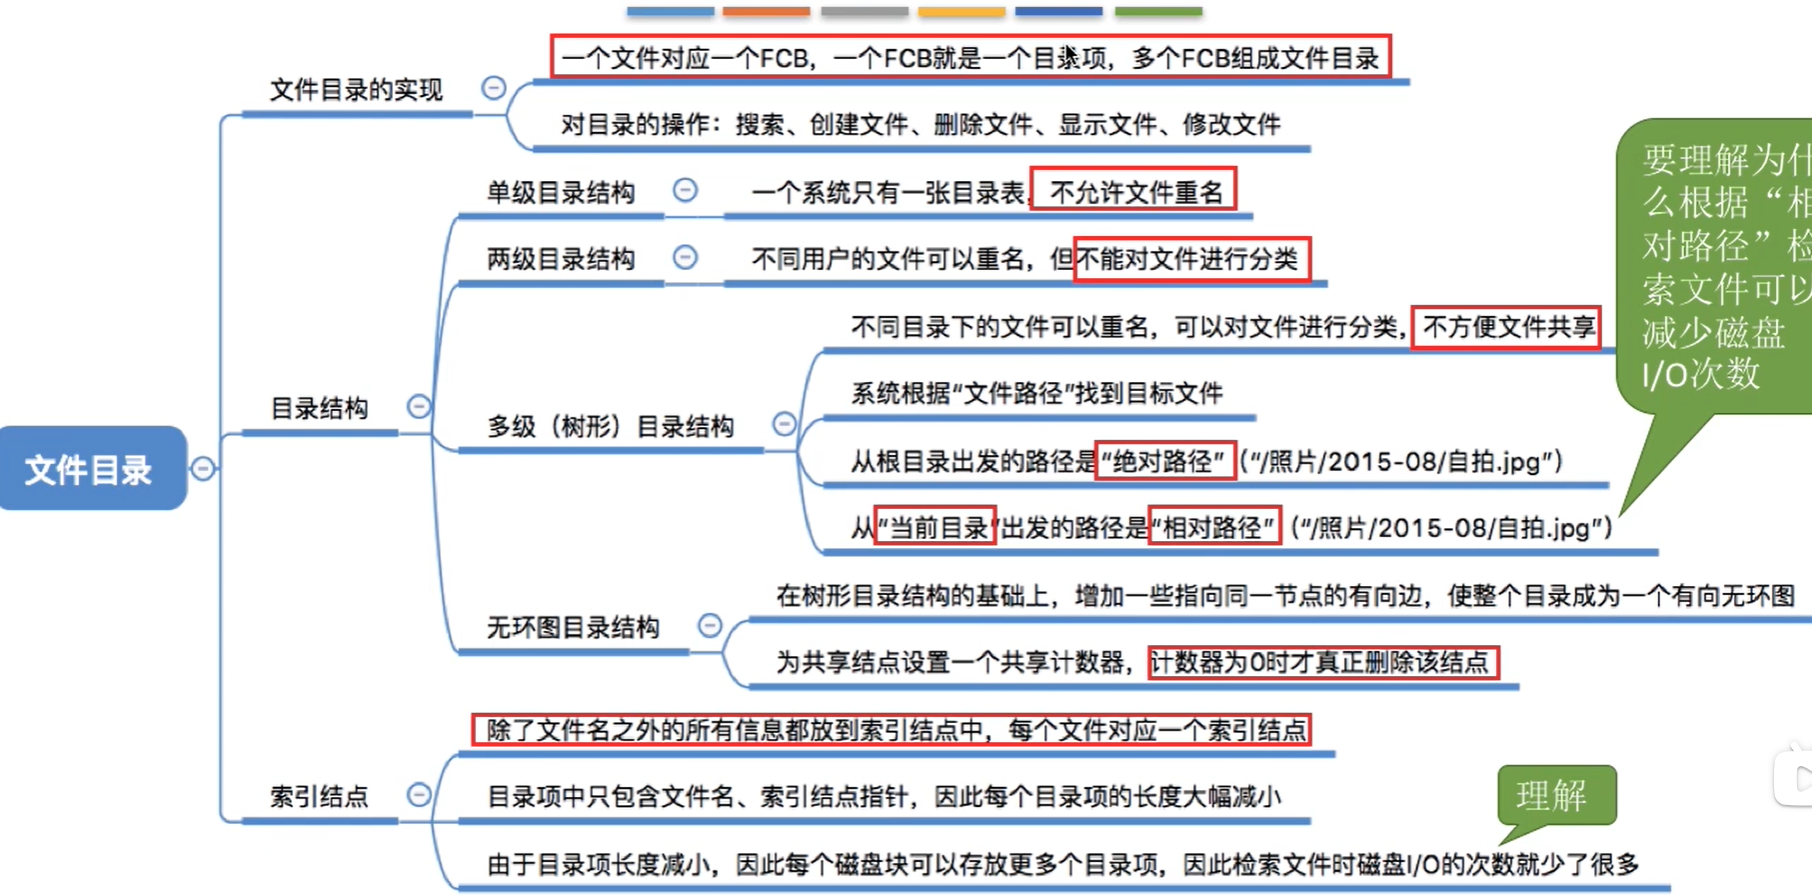 文件目录
文件目录的实现
一个文件对应一个FCB，一个FCB就是一个目录项，多个FCB组成文件目录
对目录的操作：搜索、创建文件、删除文件、显示文件、修改文件
目录结构
单级目录结构
一个系统只有一张目录表，不允许文件重名
两级目录结构
不同用户的文件可以重名，但不能对文件进行分类
多级（树形）目录结构
不同目录下的文件可以重名，可以对文件进行分类，不方便文件共享
系统根据“文件路径”找到目标文件
从根目录出发的路径是“绝对路径”（“/照片/2015-08/自拍.jpg”）
从“当前目录”出发的路径是“相对路径”（“/照片/2015-08/自拍.jpg”）
无环图目录结构
在树形目录结构的基础上，增加一些指向同一节点的有向边，使整个目录成为一个有向无环图
为共享结点设置一个共享计数器，计数器为0时才真正删除该结点
索引结点
除了文件名之外的所有信息都放到索引结点中，每个文件对应一个索引结点
目录项中只包含文件名、索引结点指针，因此每个目录项的长度大幅减小
由于目录项长度减小，因此每个磁盘块可以存放更多个目录项，因此检索文件时磁盘I/O的次数就少了很多
要理解为什
么根据“相
对路径”检
索文件可以
减少磁盘
I/O次数
理解